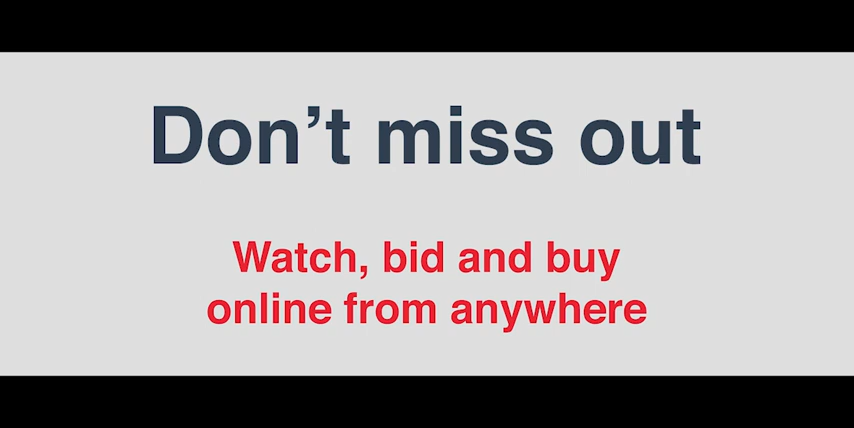 Don’t miss out
Watch, bid and buy
online from anywhere